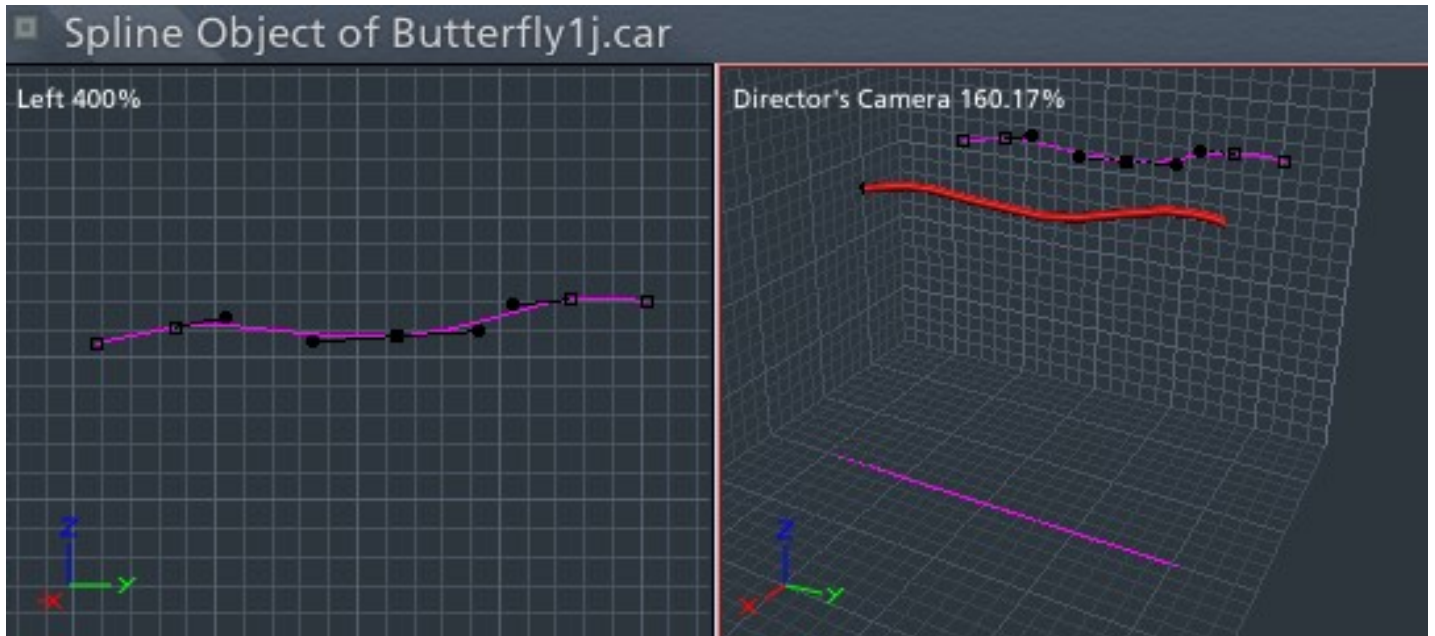 Spline Object of Butterfly1j.car
Left 400%
Director's Camera 160.17%
Z
Y
-X
Z
Y
X